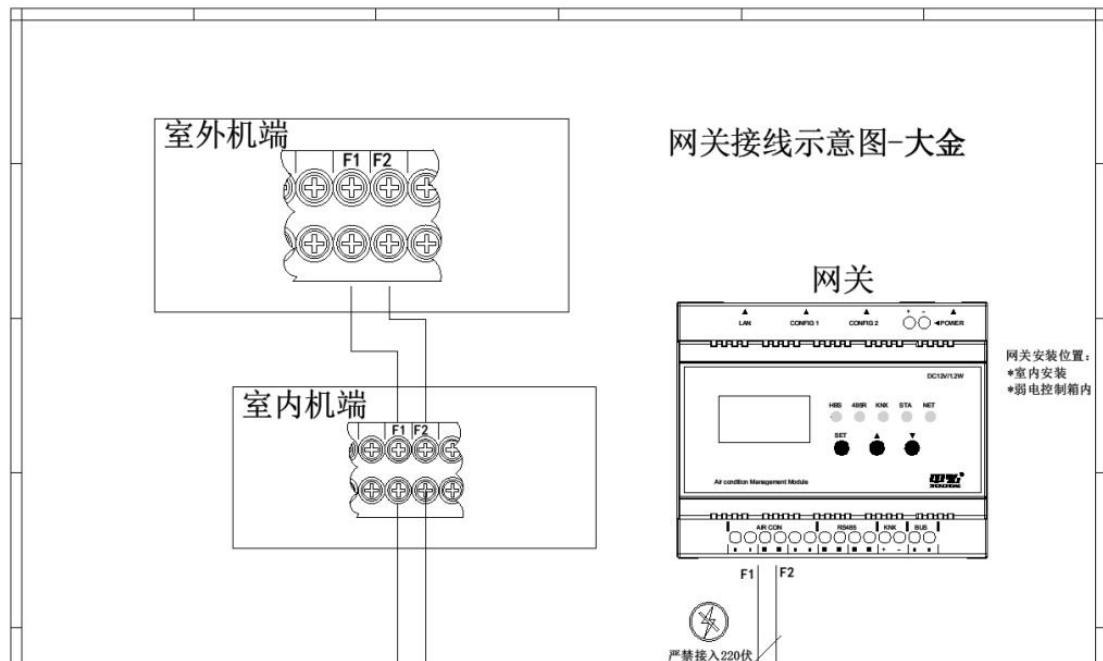 室外机端
F1 F2
网关接线示意图-大金
网关
LAN
CONFIG 1
CONFIG 2
+ -
◀POWER
网关安装位置：
*室内安装
*弱电控制箱内
DC12V/1.2W
HBS 485R KNX STA NET
SET ▲ ▼
Air condition Management Module
室内机端
F1 F2
AIR CON
RS485
KNX
BUS
+ -
F1 F2
严禁接入220伏